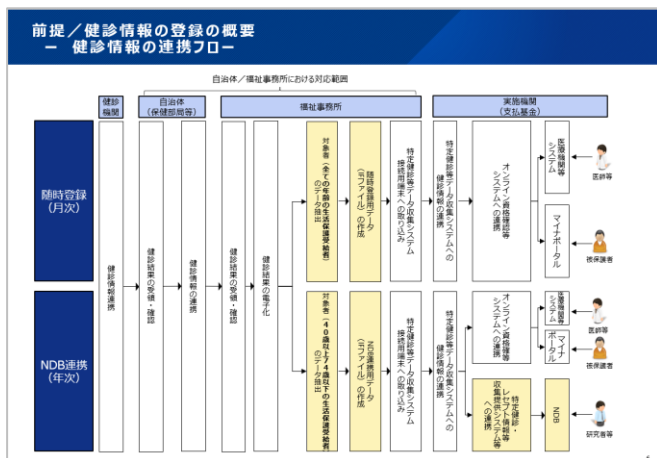 前提／健診情報の登録の概要
ー 健診情報の連携フロー
自治体／福祉事務所における対応範囲
健診
機関
自治体
（保健部局等）
福祉事務所
実施機関
（支払基金）
随時登録
（月次）
NDB連携
（年次）
健診情報連携
健診結果の受領・確認
健診情報の連携
健診結果の受領・確認
健診結果の電子化
対象者（全ての年齢の生活保護受給者）
のデータ抽出
随時登録用データ
の作成
特定健診等データ収集システム
接続用端末への取り込み
特定健診等データ収集システムへの
健診情報の連携
オンライン資格確認等
システムへの連携
医療機関等
システム
医師等
マイナポータル
被保護者
対象者（40歳以上74歳以下の生活保護受給者）
のデータ抽出
NDB連携用データ
の作成
特定健診等データ収集システム
接続用端末への取り込み
特定健診等データ収集システムへの
健診情報の連携
オンライン資格確認等
システムへの連携
医療機関等
システム
医師等
マイナ
ポータル
被保護者
特定健診・
レセプト情報等
収集提供システム等
への連携
NDB
研究者等